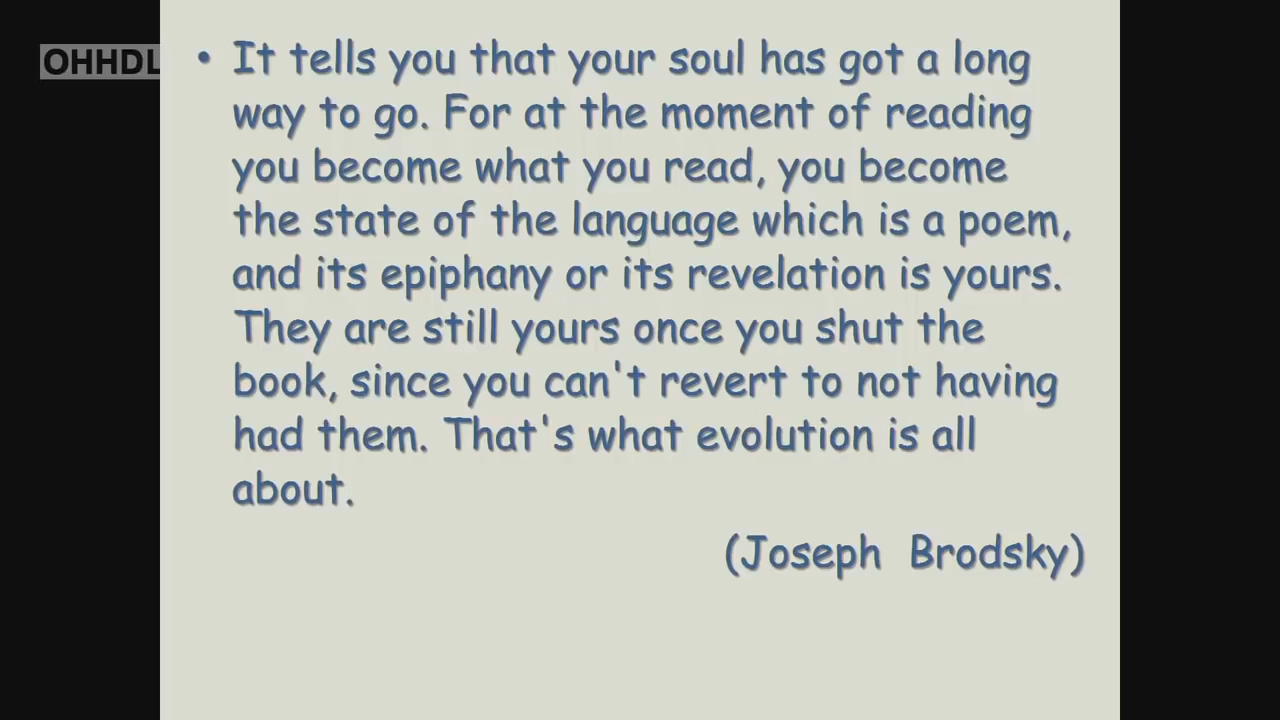 OHHDL
• It tells you that your soul has got a long
way to go. For at the moment of reading
you become what you read, you become
the state of the language which is a poem,
and its epiphany or its revelation is yours.
They are still yours once you shut the
book, since you can't revert to not having
had them. That's what evolution is all
about.
(Joseph Brodsky)